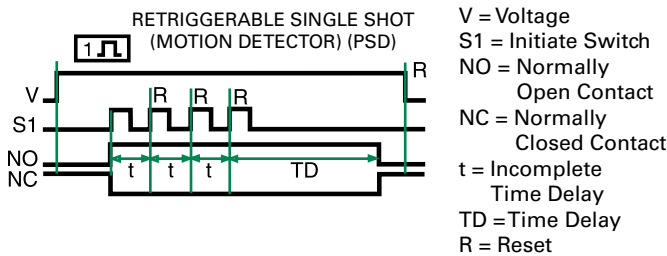 RETRIGGERABLE SINGLE SHOT
(MOTION DETECTOR) (PSD)
1
R
V
R R R
S1
NO
NC
t t t TD
V = Voltage
S1 = Initiate Switch
NO = Normally
Open Contact
NC = Normally
Closed Contact
t = Incomplete
Time Delay
TD = Time Delay
R = Reset